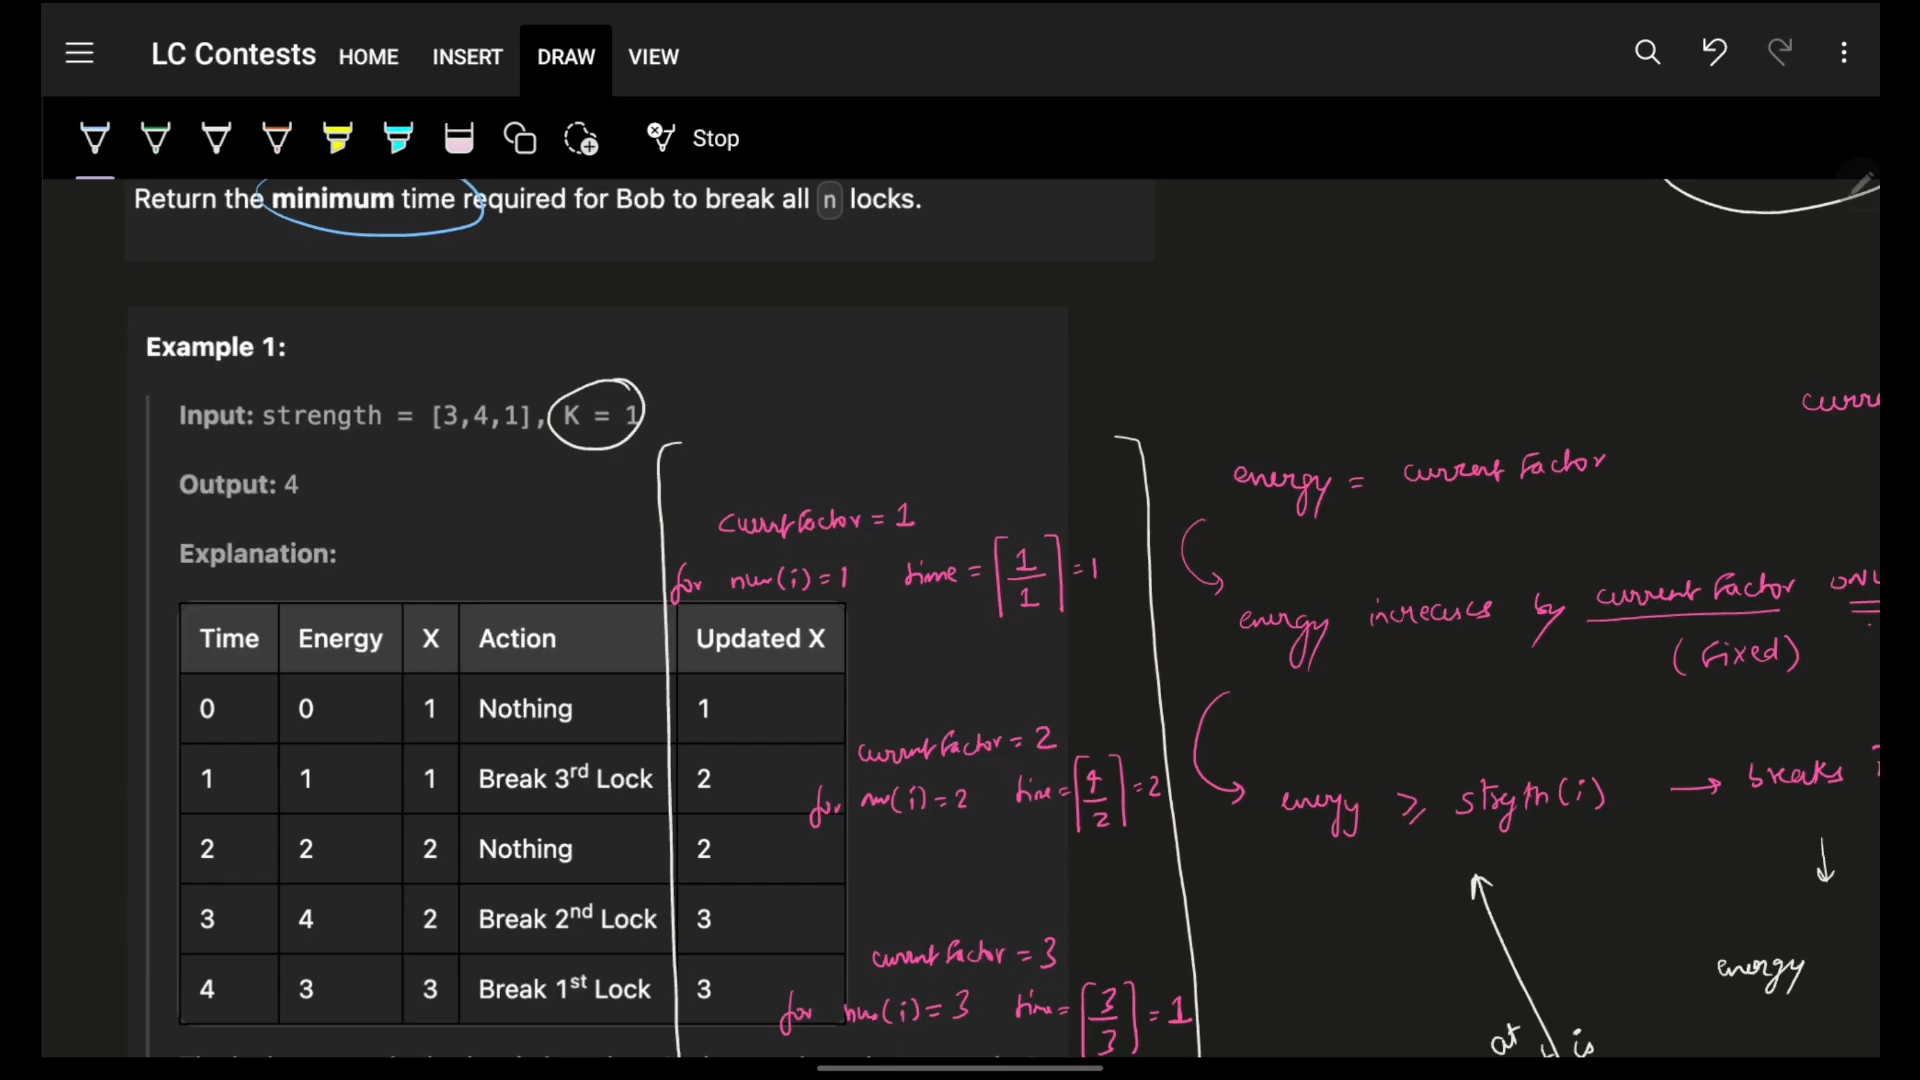 LC Contests HOME INSERT DRAW VIEW
Stop
Return the minimum time required for Bob to break all n locks.
Example 1:
Input: strength = [3,4,1], K = 1
Output: 4
Explanation:
Time Energy X Action Updated X
0 0 1 Nothing 1
1 1 1 Break 3rd Lock 2
2 2 2 Nothing 2
3 4 2 Break 2nd Lock 3
4 3 3 Break 1st Lock 3
currentfactor = 1
for num(i) = 1 time = ⌈1/1⌉ = 1
current factor = 2
for num(i) = 2 time = ⌈4/2⌉ = 2
current factor = 3
for num(i) = 3 time = ⌈3/3⌉ = 1
energy = current factor
energy increases by current factor
(fixed)
energy ⩾ (i) → breaks
↓
energy
at is